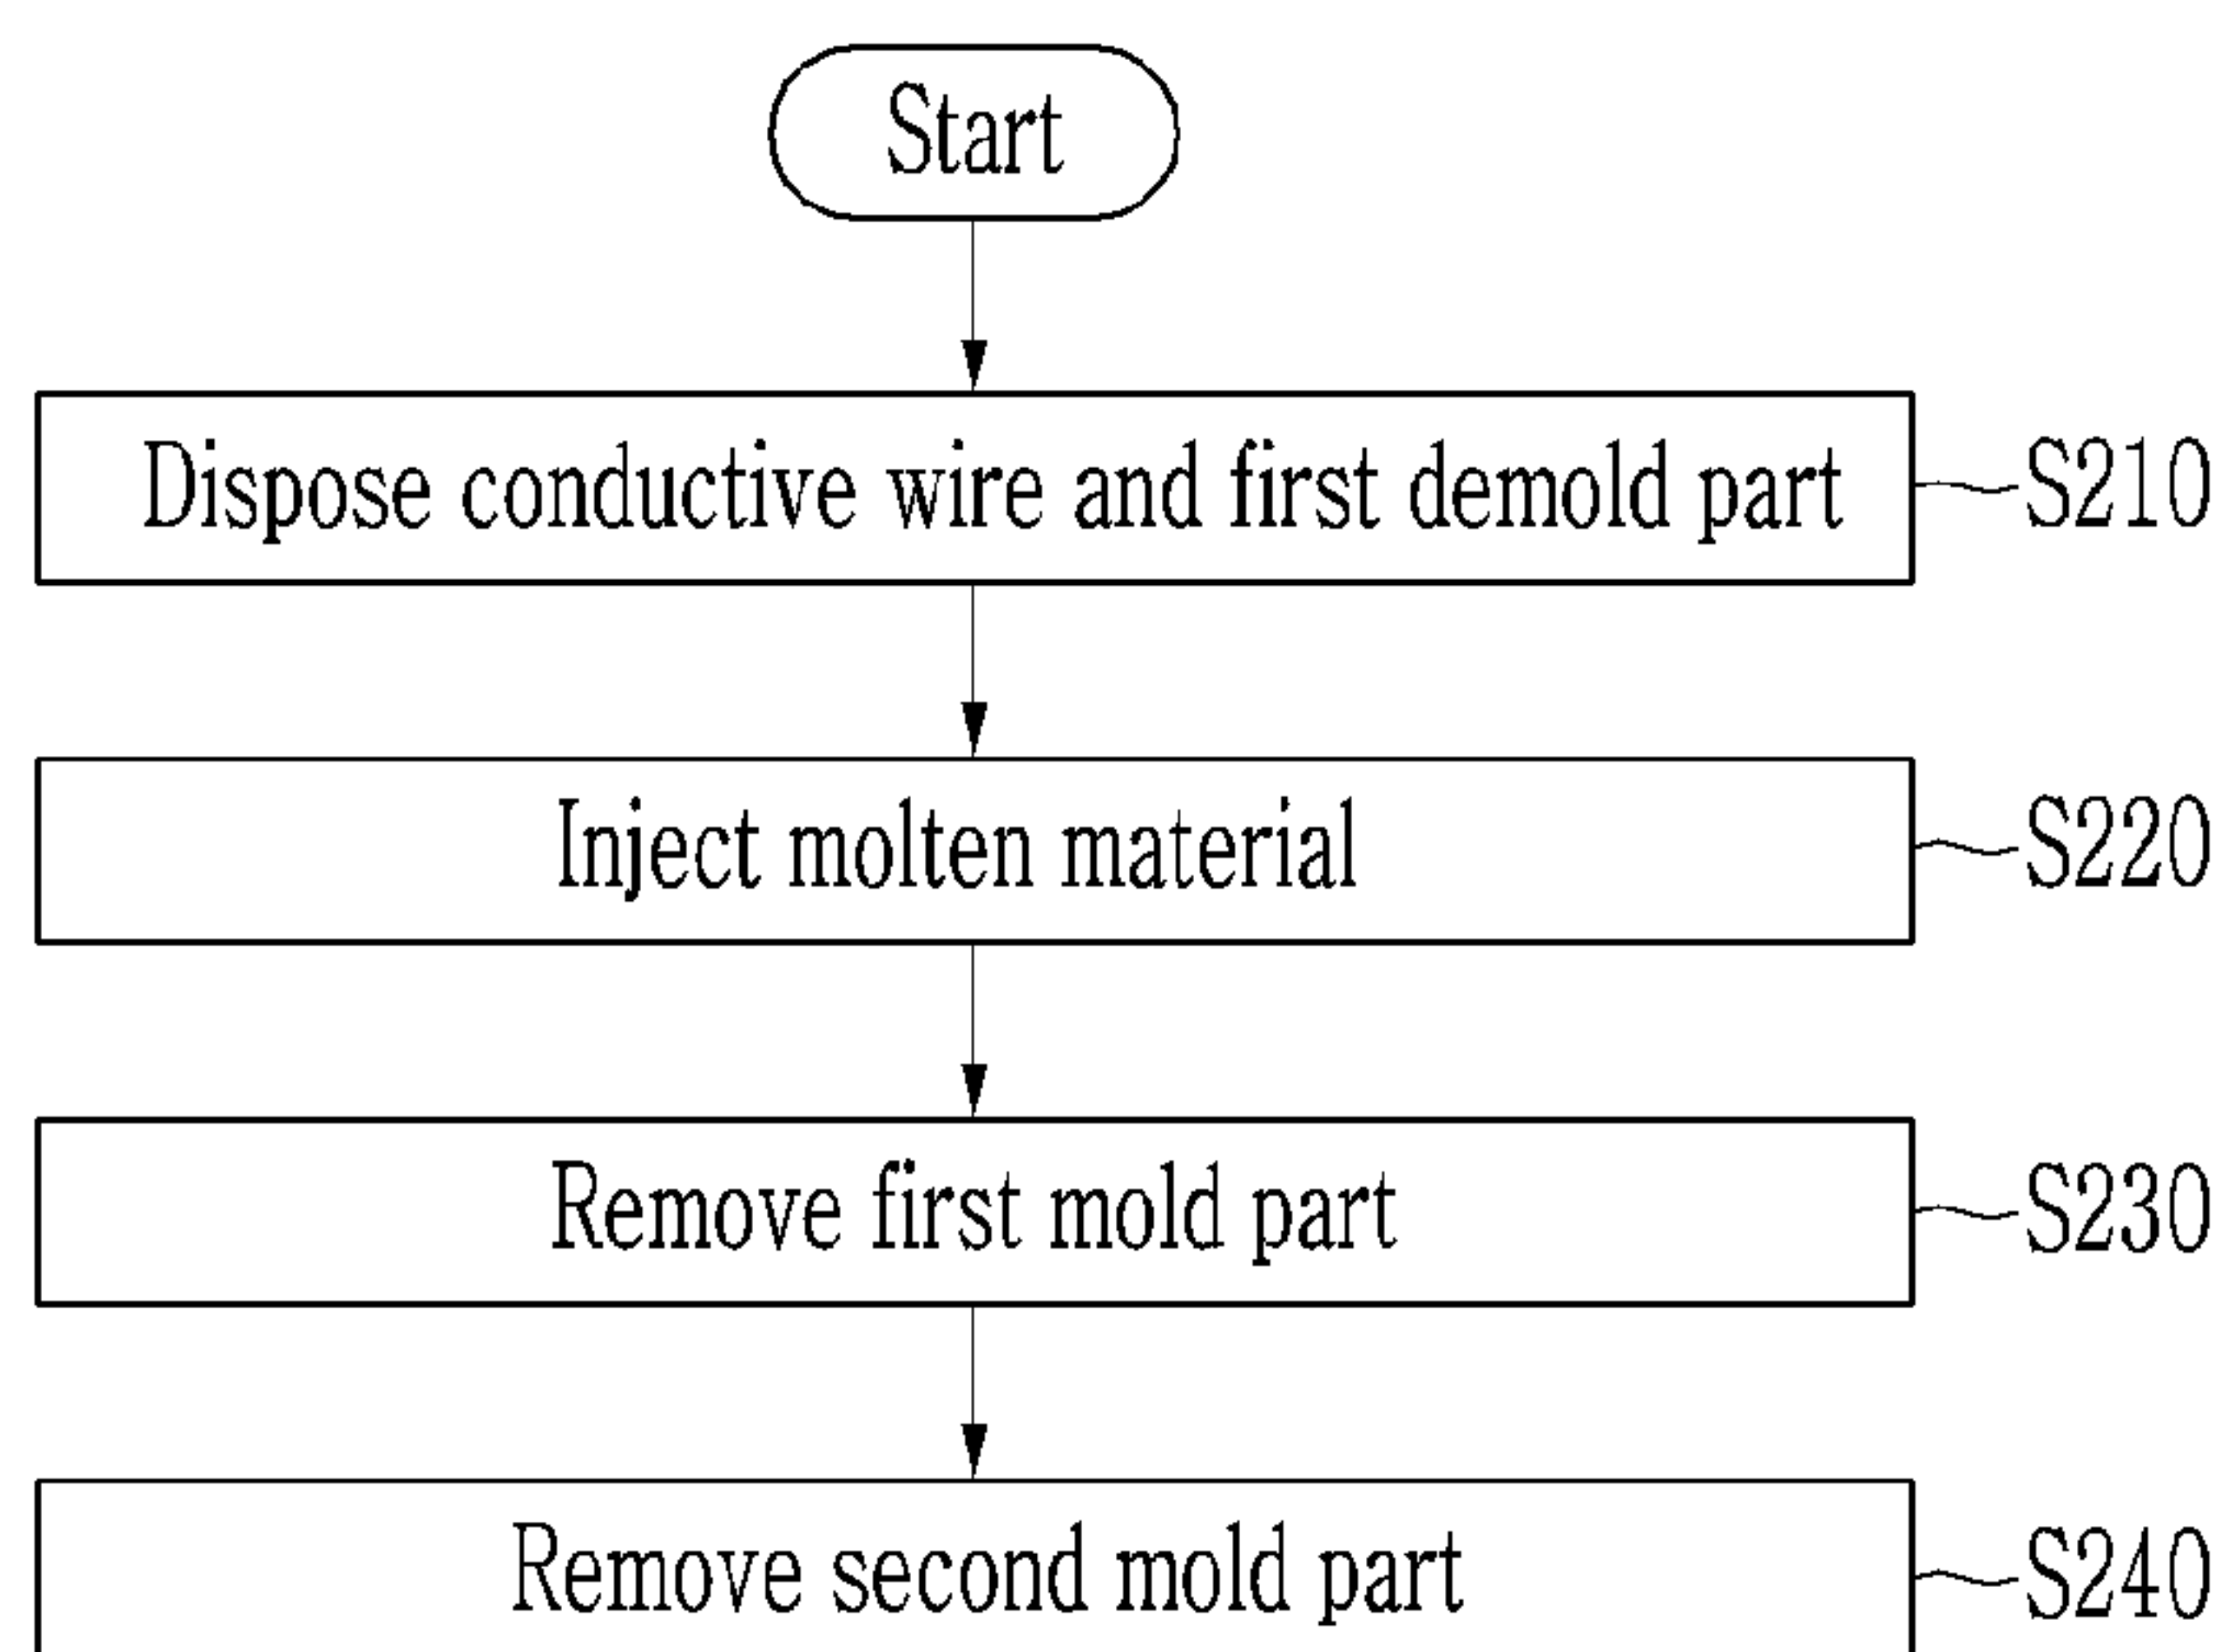 Start
Dispose conductive wire and first demold part
S210
Inject molten material
S220
Remove first mold part
S230
Remove second mold part
S240